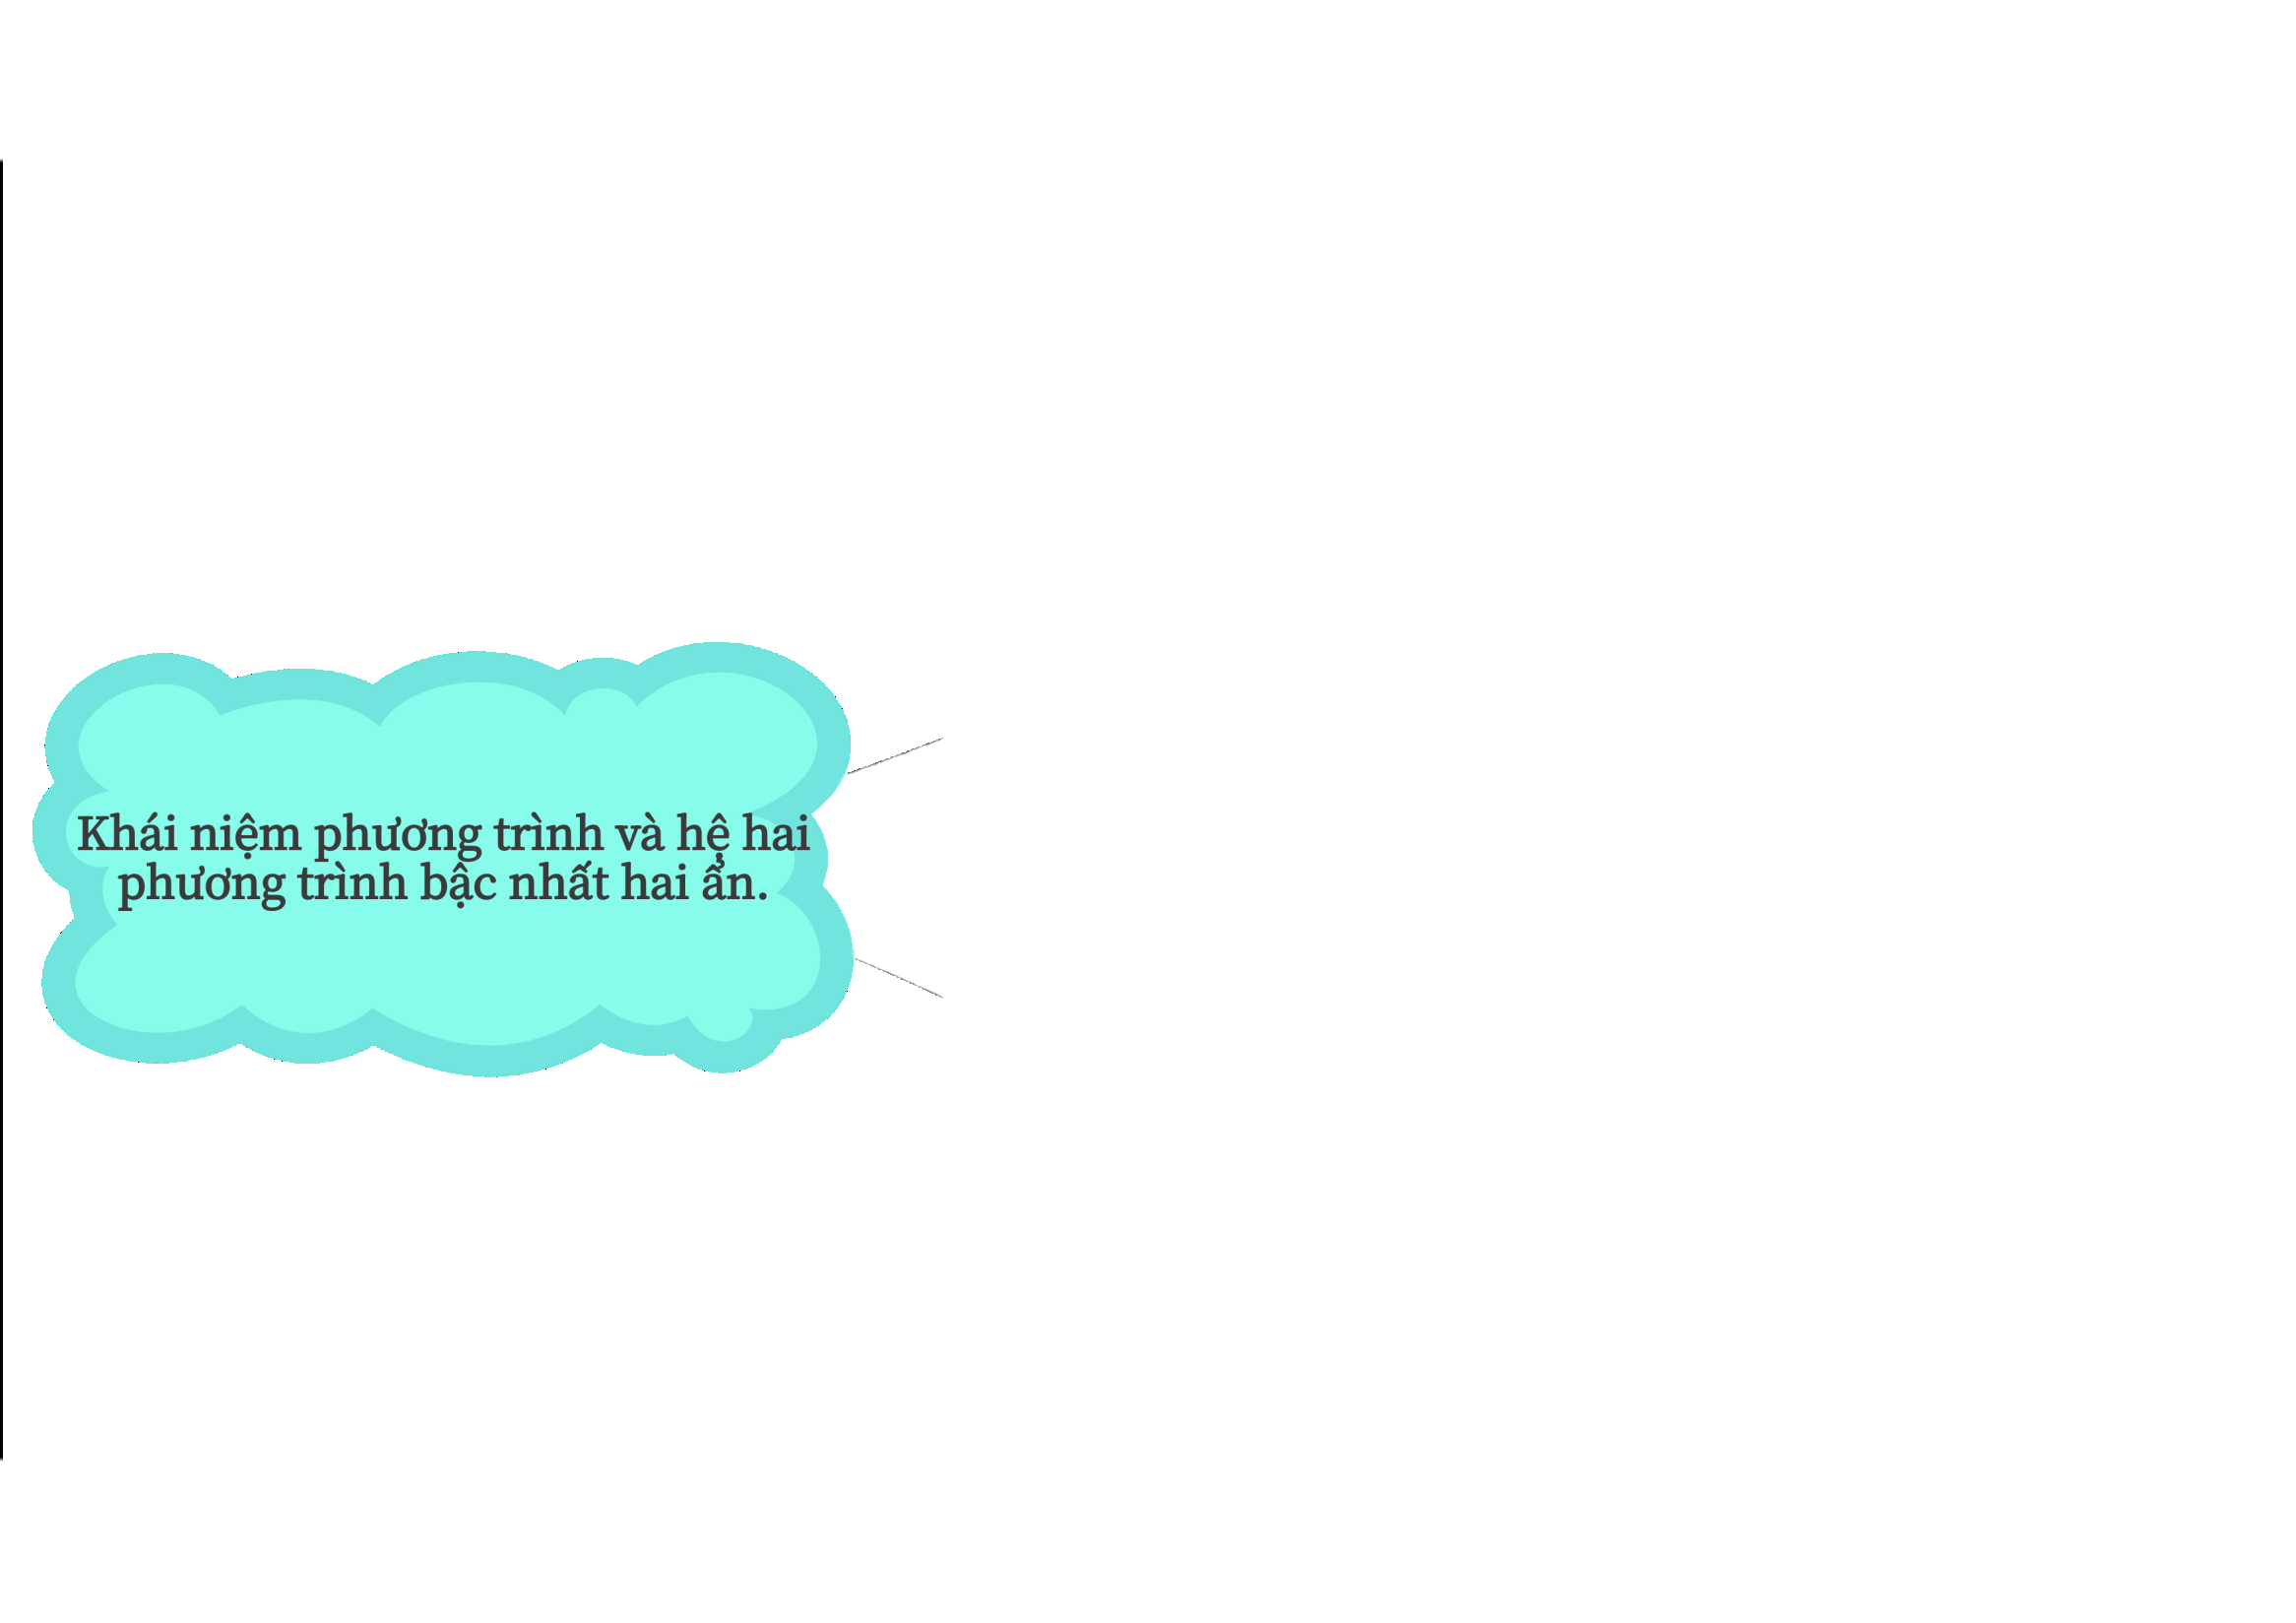 Khái niệm phương trình và hệ hai
phương trình bậc nhất hai ẩn.